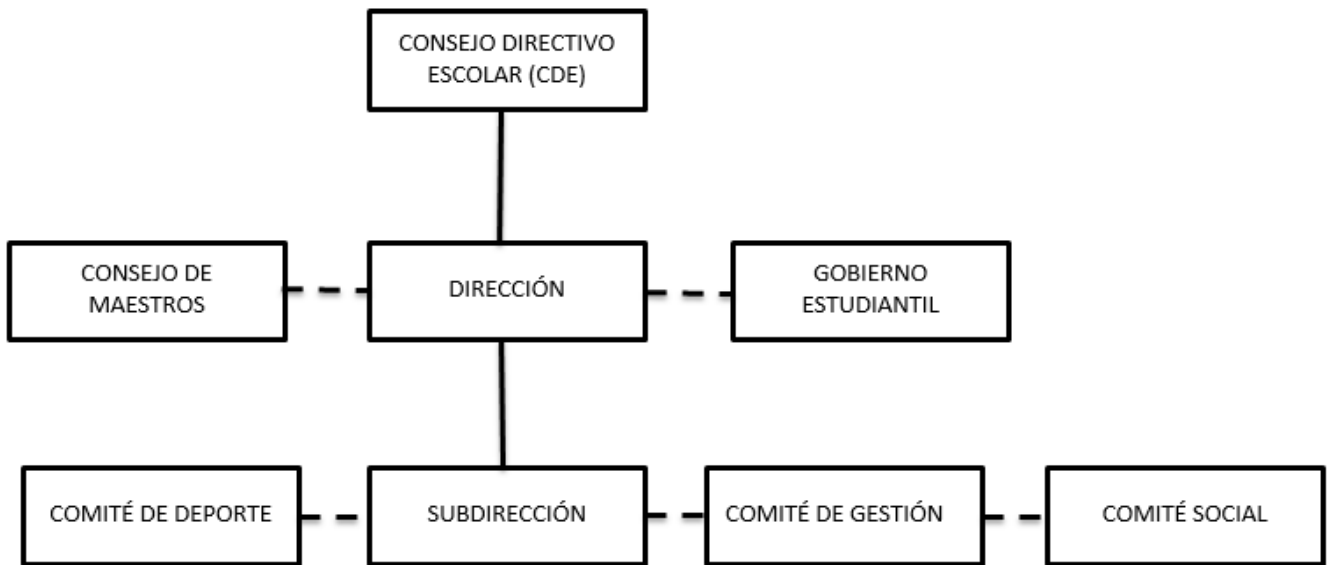 CONSEJO DIRECTIVO
ESCOLAR (CDE)
CONSEJO DE
MAESTROS
DIRECCIÓN
GOBIERNO
ESTUDIANTIL
COMITÉ DE DEPORTE
SUBDIRECCIÓN
COMITÉ DE GESTIÓN
COMITÉ SOCIAL